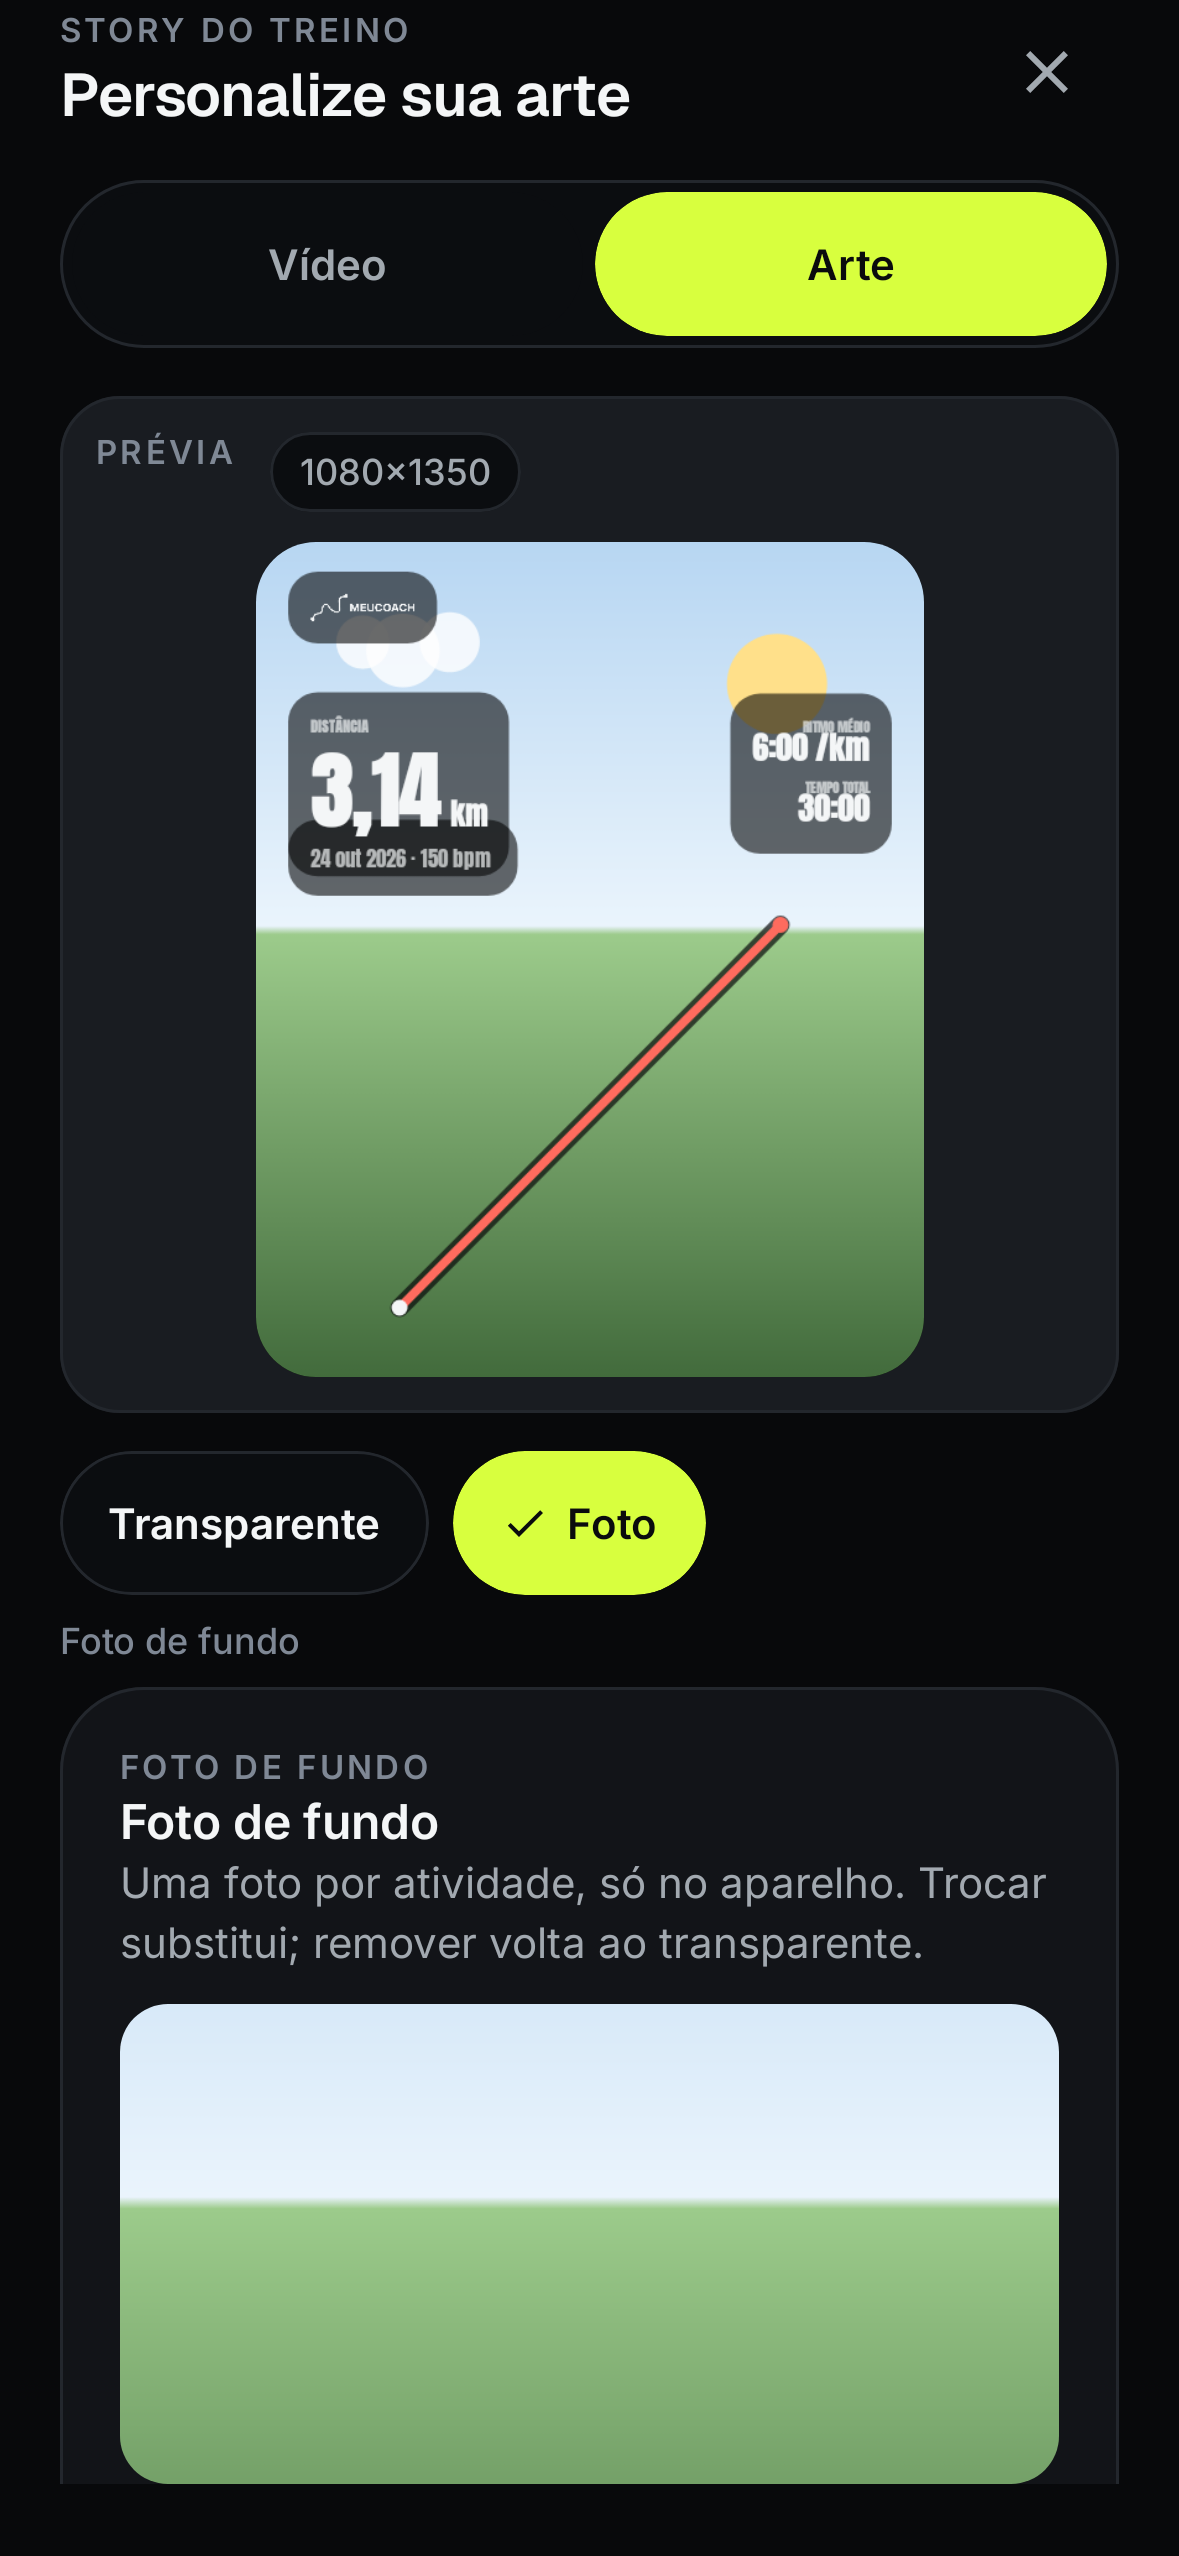 STORY DO TREINO
Personalize sua arte
Vídeo
Arte
PRÉVIA
1080×1350
MEUCOACH
DISTÂNCIA
3,14 km
24 out 2026 · 150 bpm
RITMO MÉDIO
6:00 /km
TEMPO TOTAL
30:00
Transparente
Foto
Foto de fundo
FOTO DE FUNDO
Foto de fundo
Uma foto por atividade, só no aparelho. Trocar
substitui; remover volta ao transparente.